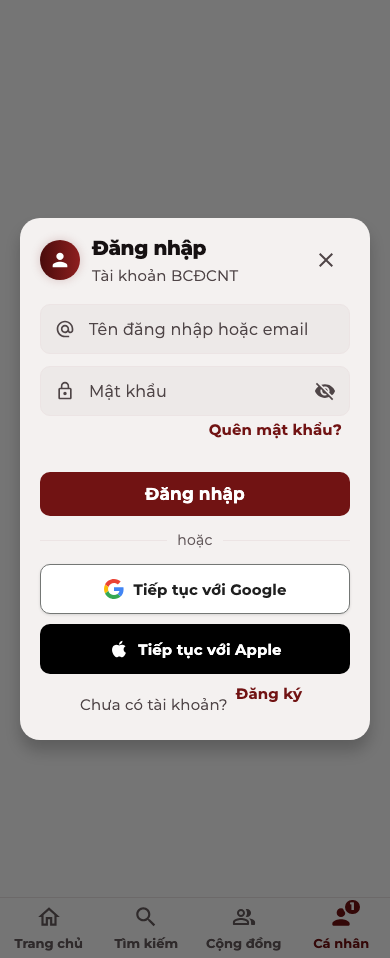 Đăng nhập
Tài khoản BCĐCNT
Tên đăng nhập hoặc email
Mật khẩu
Quên mật khẩu?
Đăng nhập
hoặc
Tiếp tục với Google
Tiếp tục với Apple
Chưa có tài khoản? Đăng ký
1
Trang chủ Tìm kiếm Cộng đồng Cá nhân